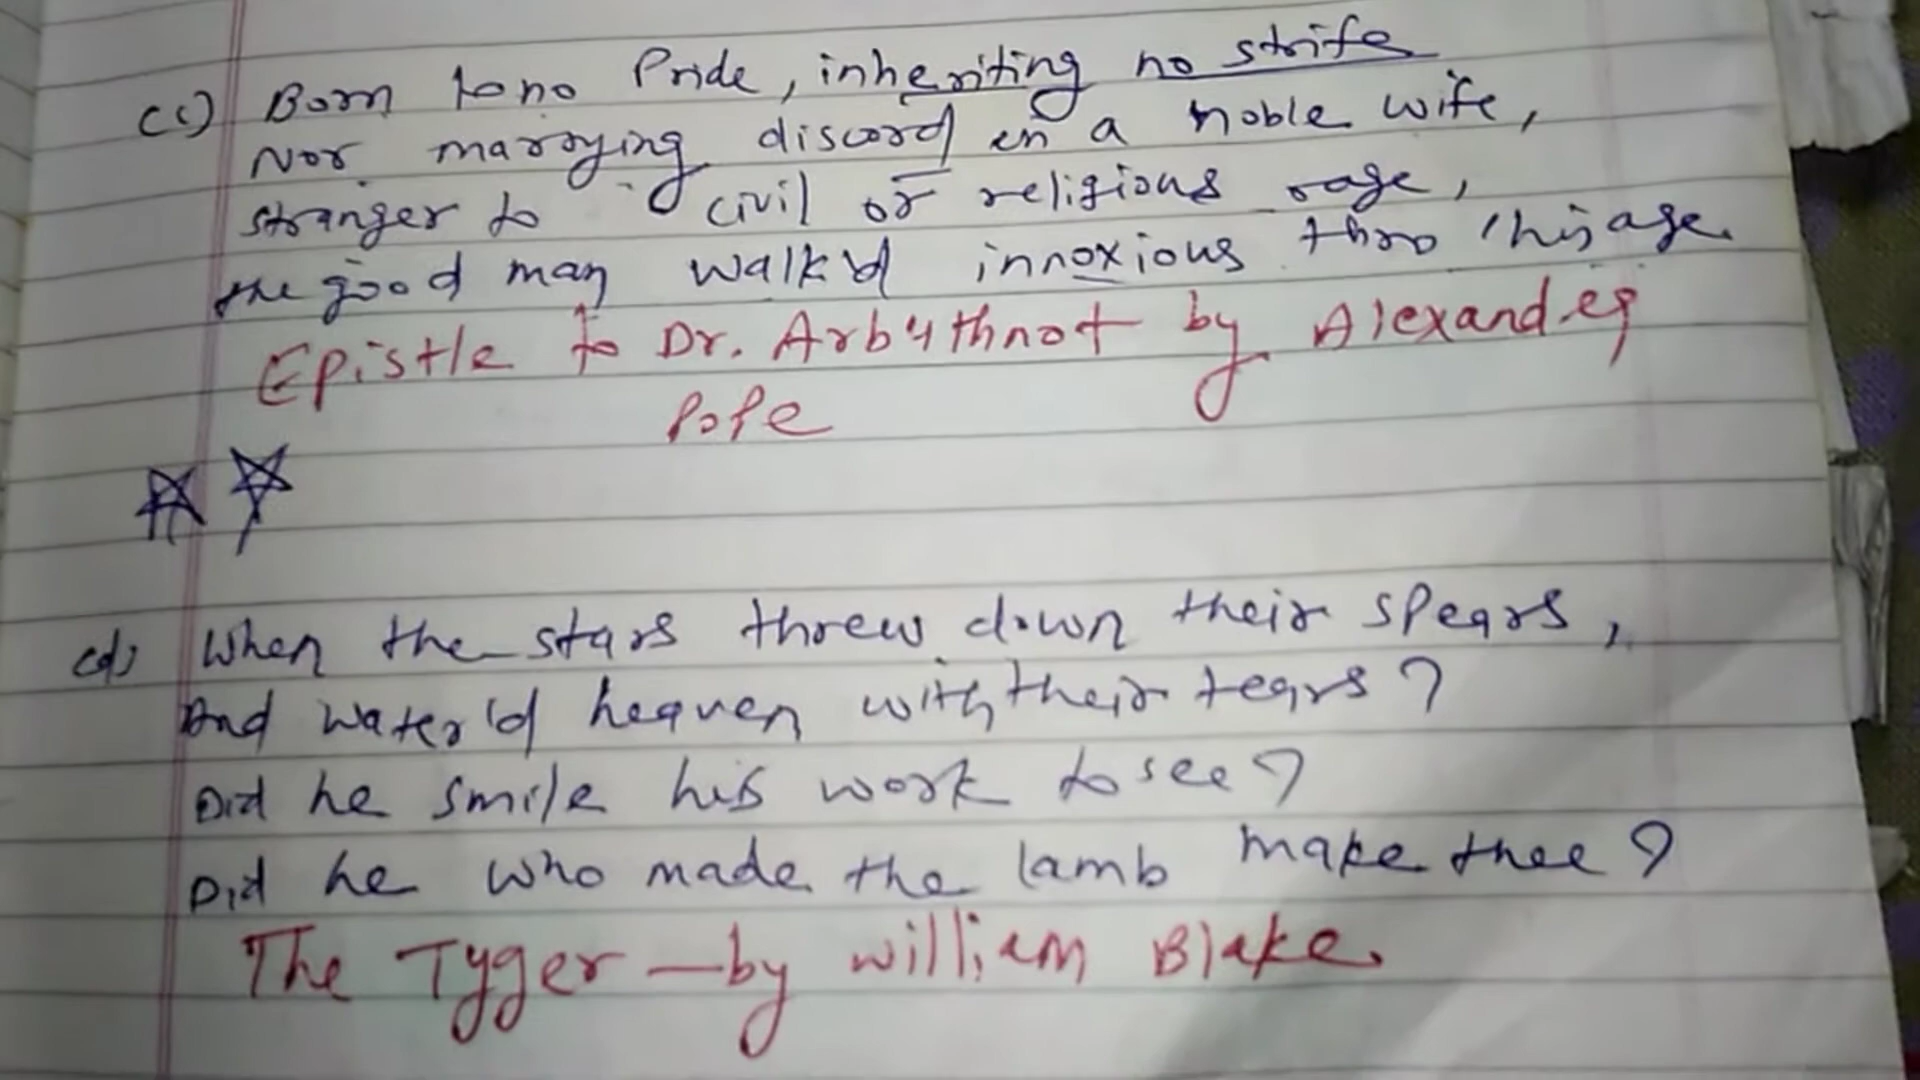 (c) Born to no Pride, inheriting no strife
Nor marrying discord in a noble wife,
stranger to civil or religious rage,
the good man walk'd innoxious thro' his age.
Epistle to Dr. Arbuthnot by Alexander
Pope
(d) When the stars threw down their spears,
And water'd heaven with their tears?
Did he smile his work to see?
Did he who made the lamb make thee?
The Tyger - by William Blake.